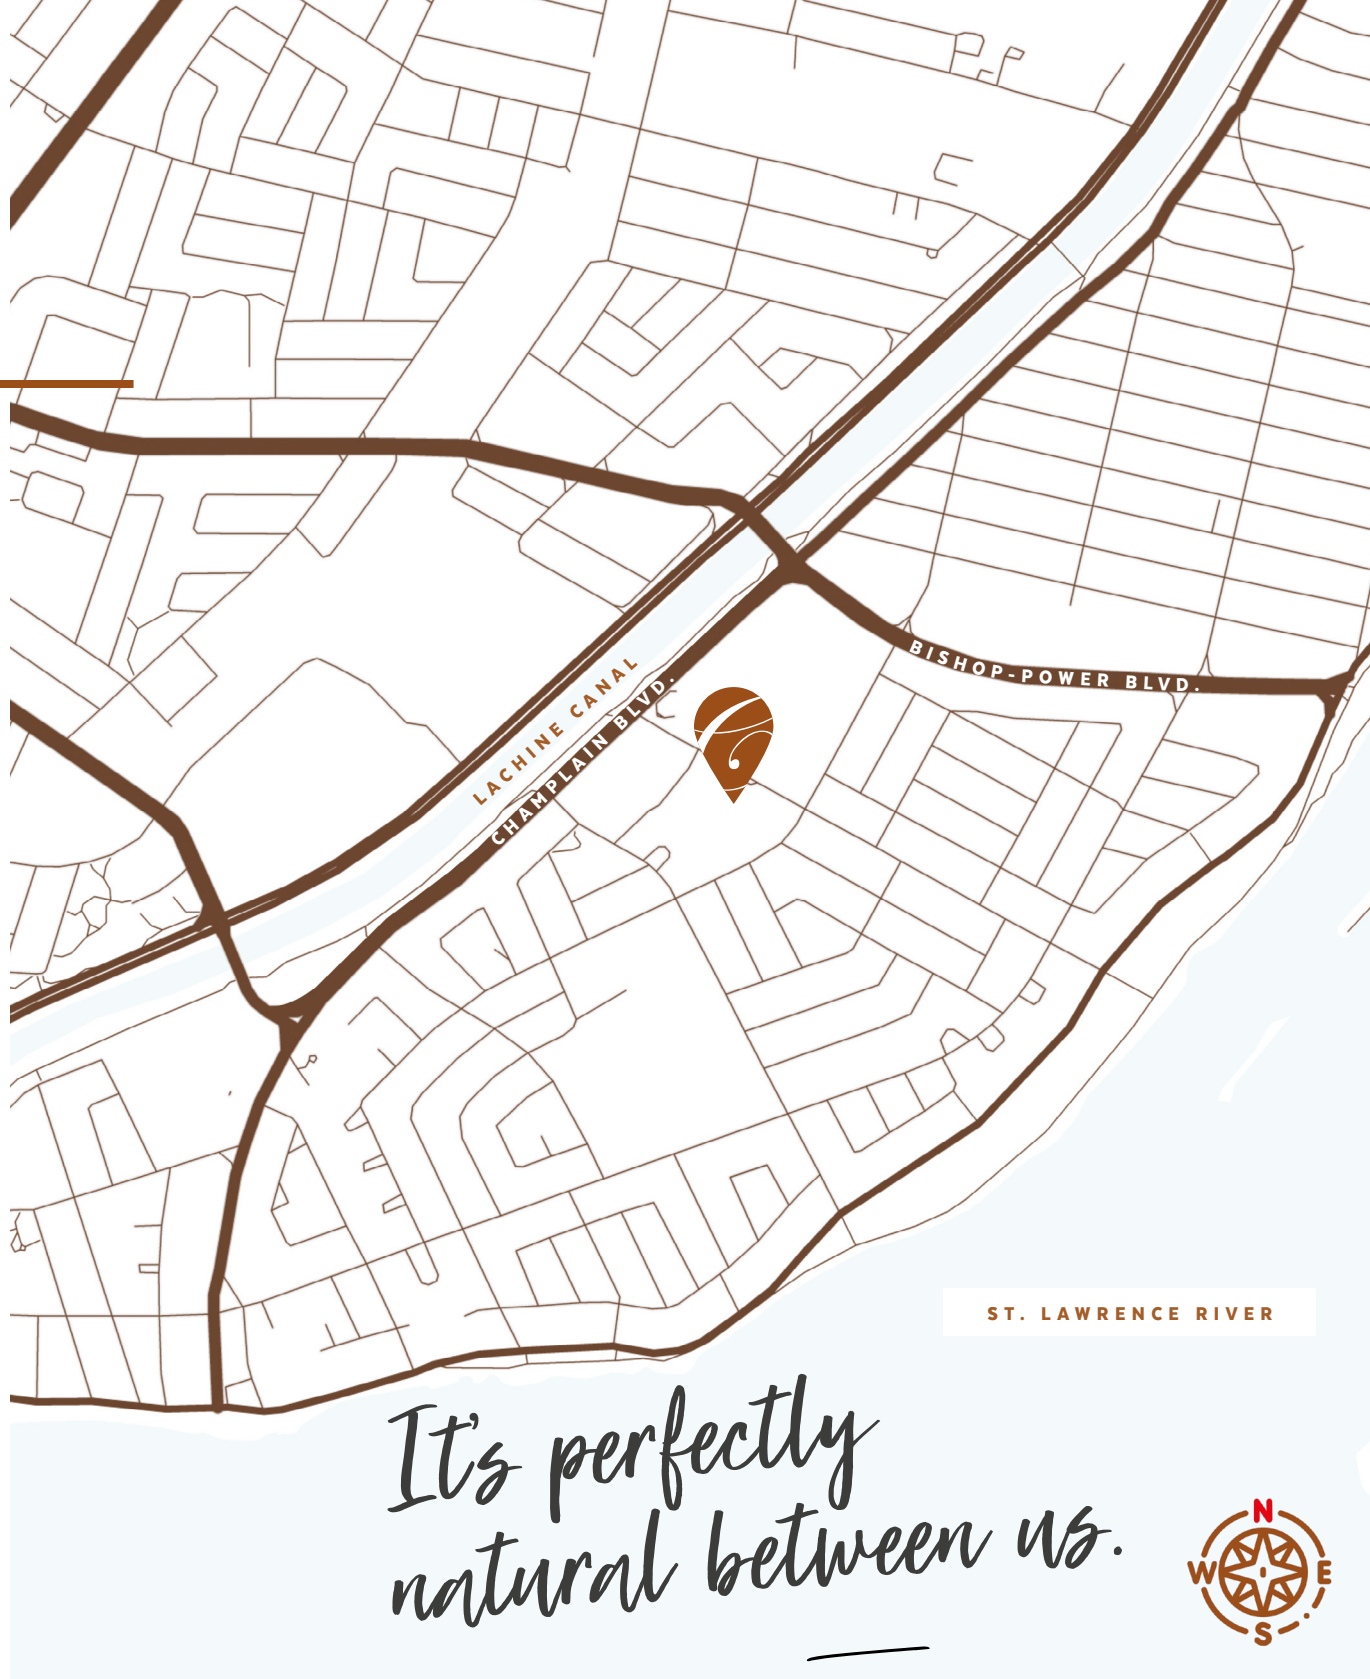 LACHINE CANAL
CHAMPLAIN BLVD.
BISHOP-POWER BLVD.
ST. LAWRENCE RIVER
It's perfectly
natural between us.
N
W E
S